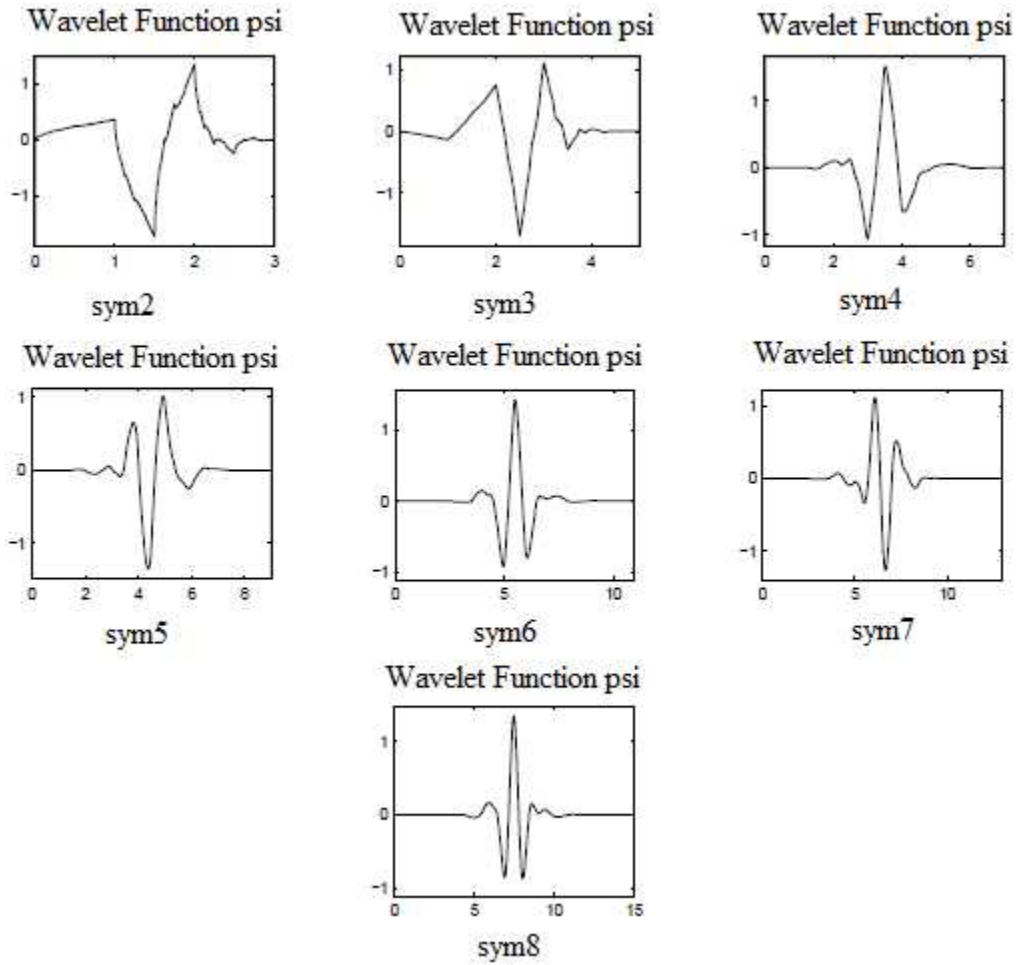 Wavelet Function psi
Wavelet Function psi
Wavelet Function psi
1
0
−1
0 1 2 3
1
0
−1
0 2 4
1
0
−1
0 2 4 6
sym2
sym3
sym4
Wavelet Function psi
Wavelet Function psi
Wavelet Function psi
1
0
−1
0 2 4 6 8
1
0
−1
0 5 10
1
0
−1
0 5 10
sym5
sym6
sym7
Wavelet Function psi
1
0
−1
0 5 10 15
sym8